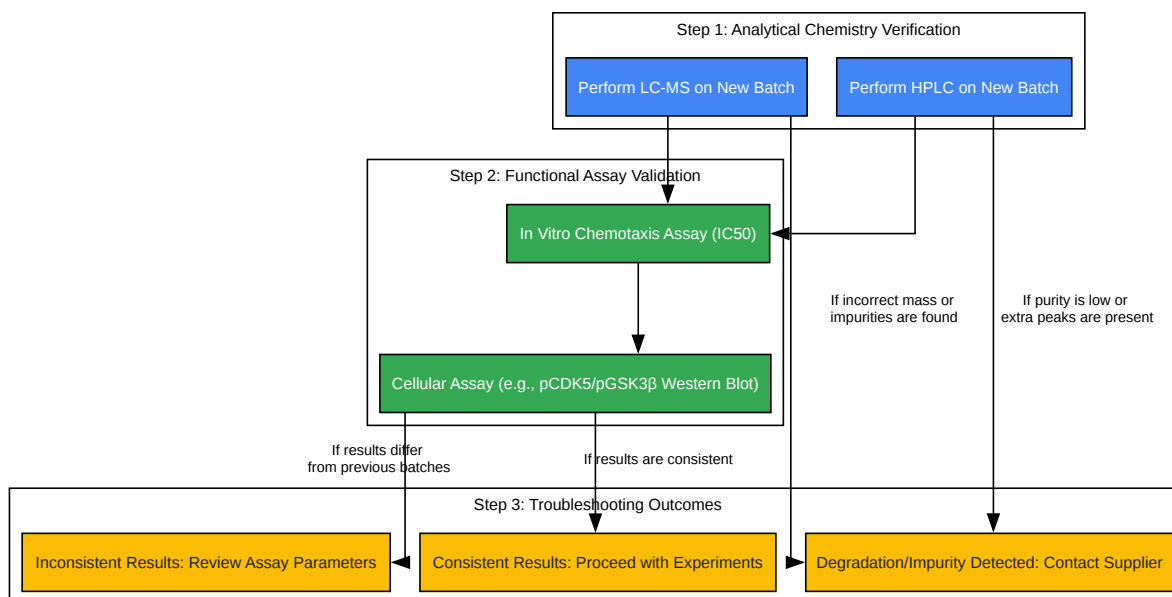 Step 1: Analytical Chemistry Verification
Perform LC-MS on New Batch
Perform HPLC on New Batch
Step 2: Functional Assay Validation
In Vitro Chemotaxis Assay (IC50)
If incorrect mass or
impurities are found
If purity is low or
extra peaks are present
Cellular Assay (e.g., pCDK5/pGSK3β Western Blot)
If results differ
from previous batches
If results are consistent
Step 3: Troubleshooting Outcomes
Inconsistent Results: Review Assay Parameters
Consistent Results: Proceed with Experiments
Degradation/Impurity Detected: Contact Supplier